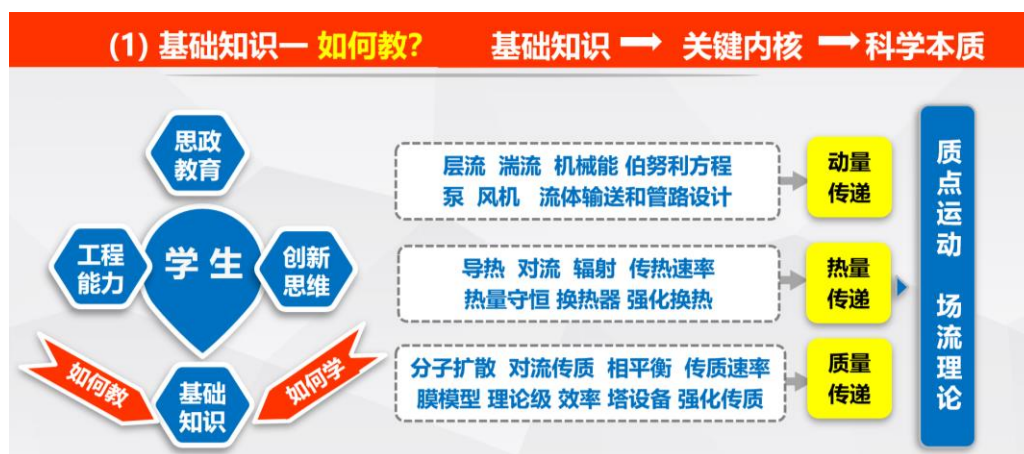 (1) 基础知识— 如何教? 基础知识 ➡ 关键内核 ➡ 科学本质
思政
教育
工程
能力
学 生
创新
思维
如何教
基础
知识
如何学
层流 湍流 机械能 伯努利方程
泵 风机 流体输送和管路设计
动量
传递
导热 对流 辐射 传热速率
热量守恒 换热器 强化换热
热量
传递
分子扩散 对流传质 相平衡 传质速率
膜模型 理论级 效率 塔设备 强化传质
质量
传递
质点运动 场流理论